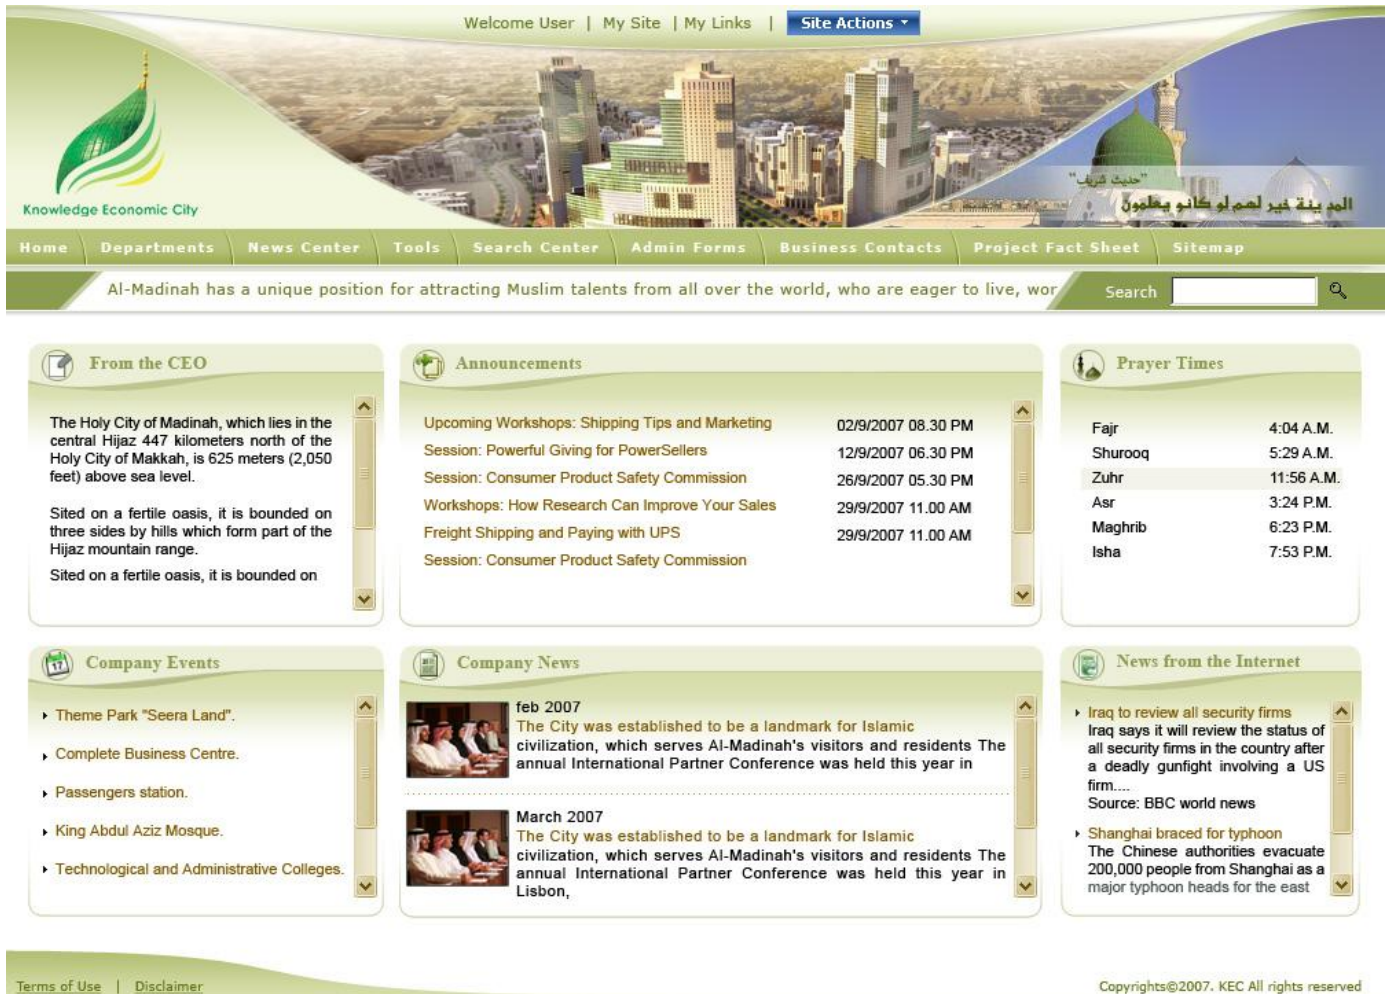 Welcome User | My Site | My Links | Site Actions
Knowledge Economic City
"حديث شريف"
المدينة خير لهم لو كانو يعلمون
Home Departments News Center Tools Search Center Admin Forms Business Contacts Project Fact Sheet Sitemap
Al-Madinah has a unique position for attracting Muslim talents from all over the world, who are eager to live, wor
Search
From the CEO
The Holy City of Madinah, which lies in the
central Hijaz 447 kilometers north of the
Holy City of Makkah, is 625 meters (2,050
feet) above sea level.
Sited on a fertile oasis, it is bounded on
three sides by hills which form part of the
Hijaz mountain range.
Sited on a fertile oasis, it is bounded on
Announcements
Upcoming Workshops: Shipping Tips and Marketing 02/9/2007 08.30 PM
Session: Powerful Giving for PowerSellers 12/9/2007 06.30 PM
Session: Consumer Product Safety Commission 26/9/2007 05.30 PM
Workshops: How Research Can Improve Your Sales 29/9/2007 11.00 AM
Freight Shipping and Paying with UPS 29/9/2007 11.00 AM
Session: Consumer Product Safety Commission
Prayer Times
Fajr 4:04 A.M.
Shurooq 5:29 A.M.
Zuhr 11:56 A.M.
Asr 3:24 P.M.
Maghrib 6:23 P.M.
Isha 7:53 P.M.
17
Company Events
Theme Park "Seera Land".
Complete Business Centre.
Passengers station.
King Abdul Aziz Mosque.
Technological and Administrative Colleges.
Company News
feb 2007
The City was established to be a landmark for Islamic
civilization, which serves Al-Madinah's visitors and residents The
annual International Partner Conference was held this year in
March 2007
The City was established to be a landmark for Islamic
civilization, which serves Al-Madinah's visitors and residents The
annual International Partner Conference was held this year in
Lisbon,
News from the Internet
Iraq to review all security firms
Iraq says it will review the status of
all security firms in the country after
a deadly gunfight involving a US
firm....
Source: BBC world news
Shanghai braced for typhoon
The Chinese authorities evacuate
200,000 people from Shanghai as a
major typhoon heads for the east
Terms of Use | Disclaimer
Copyrights©2007. KEC All rights reserved